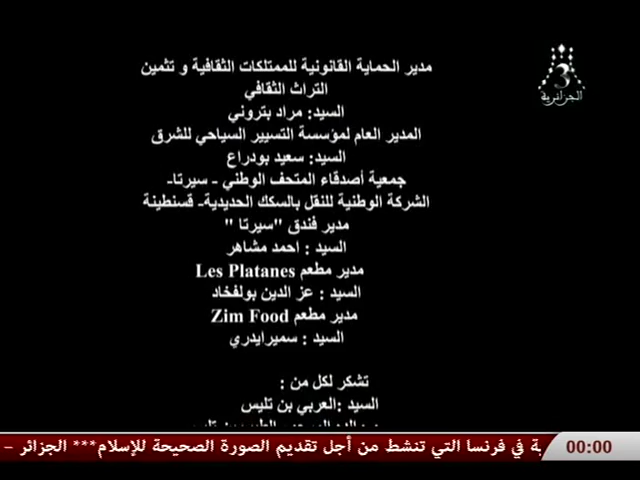 مدير الحماية القانونية للممتلكات الثقافية و تثمين
التراث الثقافي
السيد: مراد بتروني
المدير العام لمؤسسة التسيير السياحي للشرق
السيد: سعيد بودراع
جمعية أصدقاء المتحف الوطني - سيرتا-
الشركة الوطنية للنقل بالسكك الحديدية- قسنطينة
مدير فندق "سيرتا "
السيد : احمد مشاهر
مدير مطعم Les Platanes
السيد : عز الدين بولفخاد
مدير مطعم Zim Food
السيد : سميرايدري
تشكر لكل من :
السيد :العربي بن تليس
3
الجزائرية
ة في فرنسا التي تنشط من أجل تقديم الصورة الصحيحة للإسلام*** الجزائر –
00:00